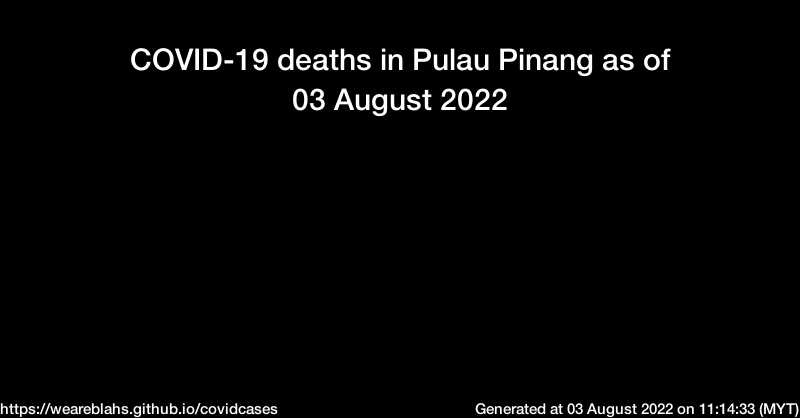 COVID-19 deaths in Pulau Pinang as of
03 August 2022
https://weareblahs.github.io/covidcases
Generated at 03 August 2022 on 11:14:33 (MYT)